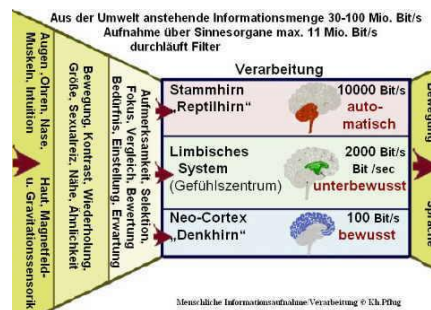 Aus der Umwelt anstehende Informationsmenge 30-100 Mio. Bit/s
Aufnahme über Sinnesorgane max. 11 Mio. Bit/s
durchläuft Filter
Augen ,Ohren, Nase,
Muskeln, Intuition
Haut, Magnetfeld-
u. Gravitationssensorik
Bewegung, Kontrast, Wiederholung,
Größe, Sexualreiz, Nähe, Ähnlichkeit
Aufmerksamkeit, Selektion,
Fokus, Vergleich, Bewertung
Bedürfnis, Einstellung, Erwartung
Verarbeitung
Stammhirn
„Reptilhirn“
10000 Bit/s
auto-
matisch
Limbisches
System
(Gefühlszentrum)
2000 Bit/s
Bit /sec
unterbewusst
Neo-Cortex
„Denkhirn“
100 Bit/s
bewusst
Bewegung
Sprache
Menschliche Informationsaufnahme/Verarbeitung © Kh.Pflug